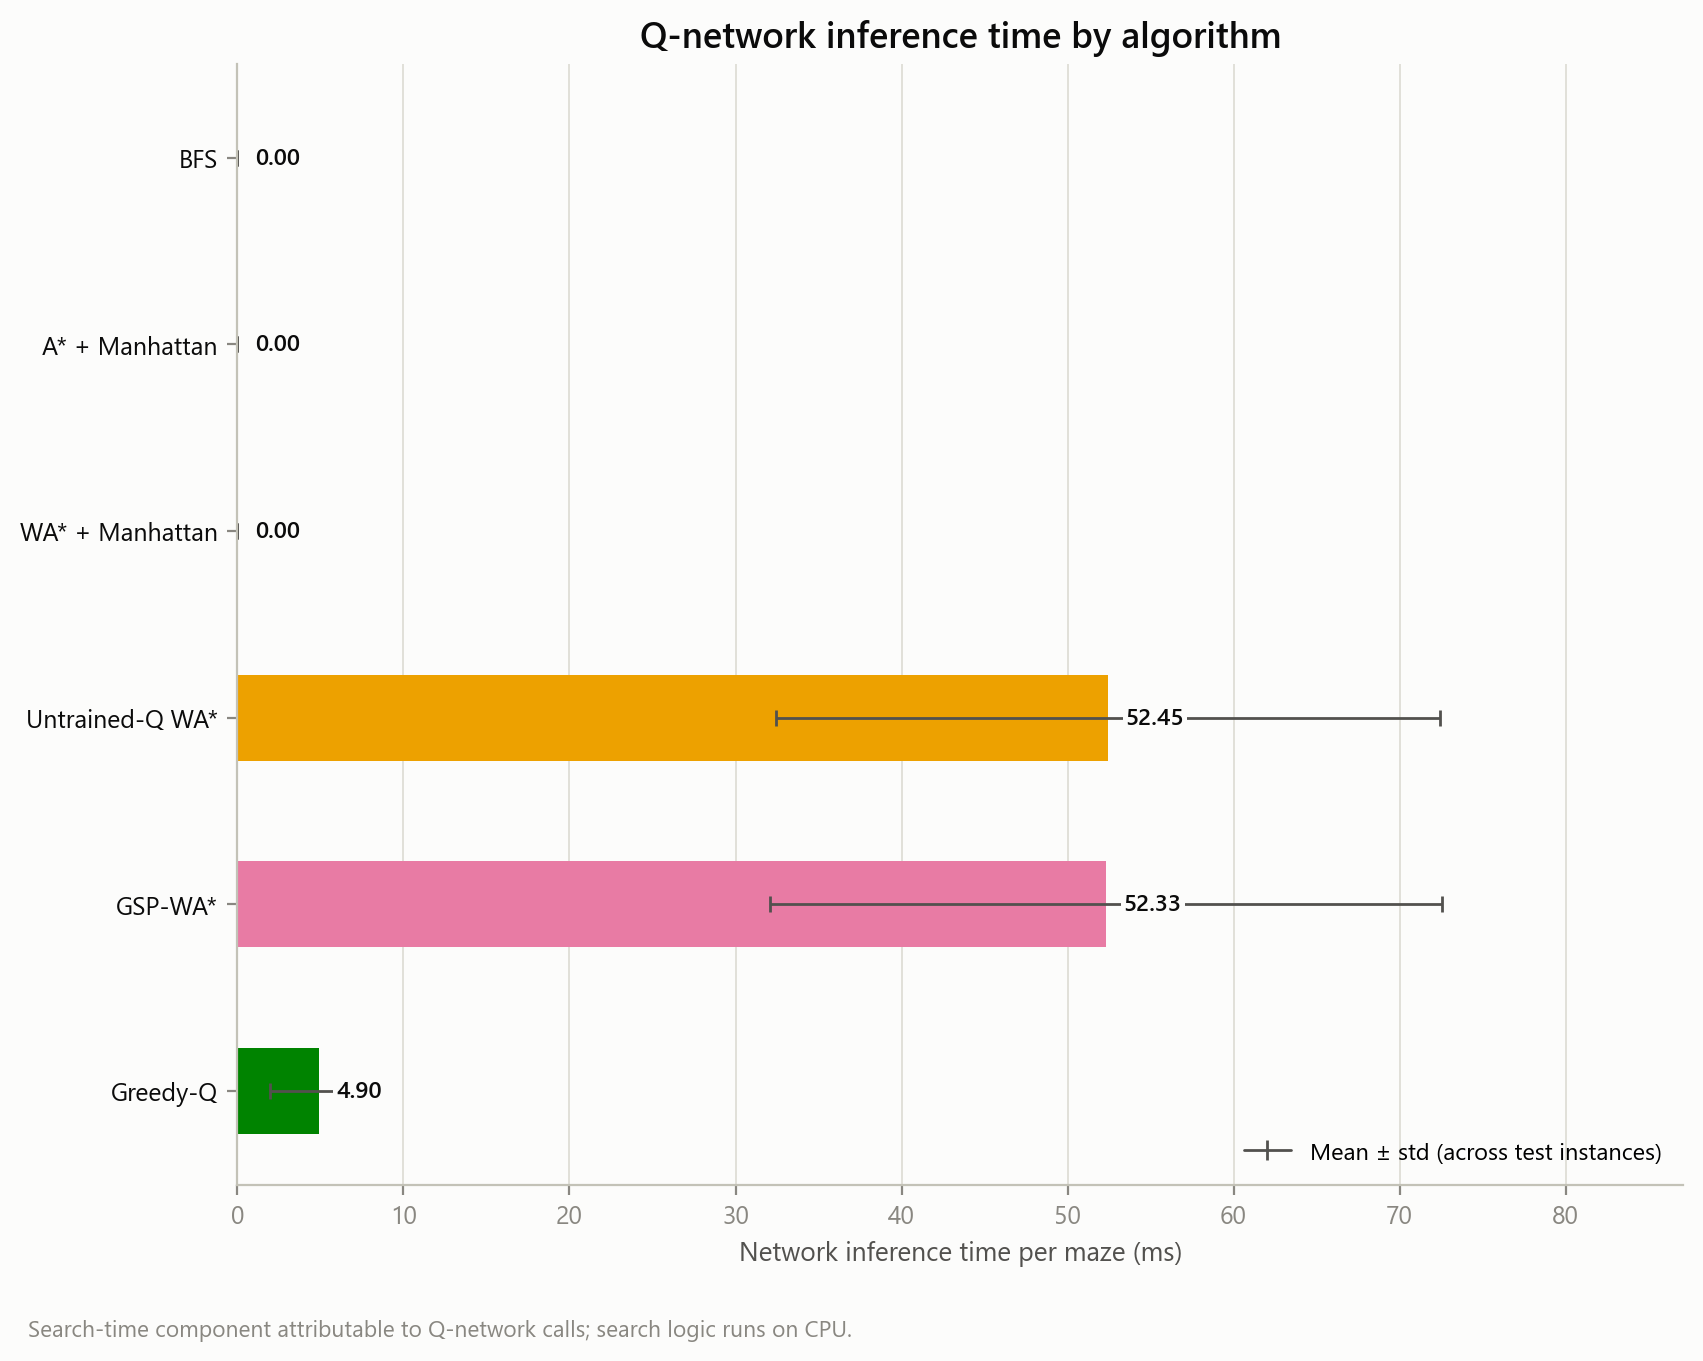 Q-network inference time by algorithm
BFS
0.00
A* + Manhattan
0.00
WA* + Manhattan
0.00
Untrained-Q WA*
52.45
GSP-WA*
52.33
Greedy-Q
4.90
Mean ± std (across test instances)
0 10 20 30 40 50 60 70 80
Network inference time per maze (ms)
Search-time component attributable to Q-network calls; search logic runs on CPU.